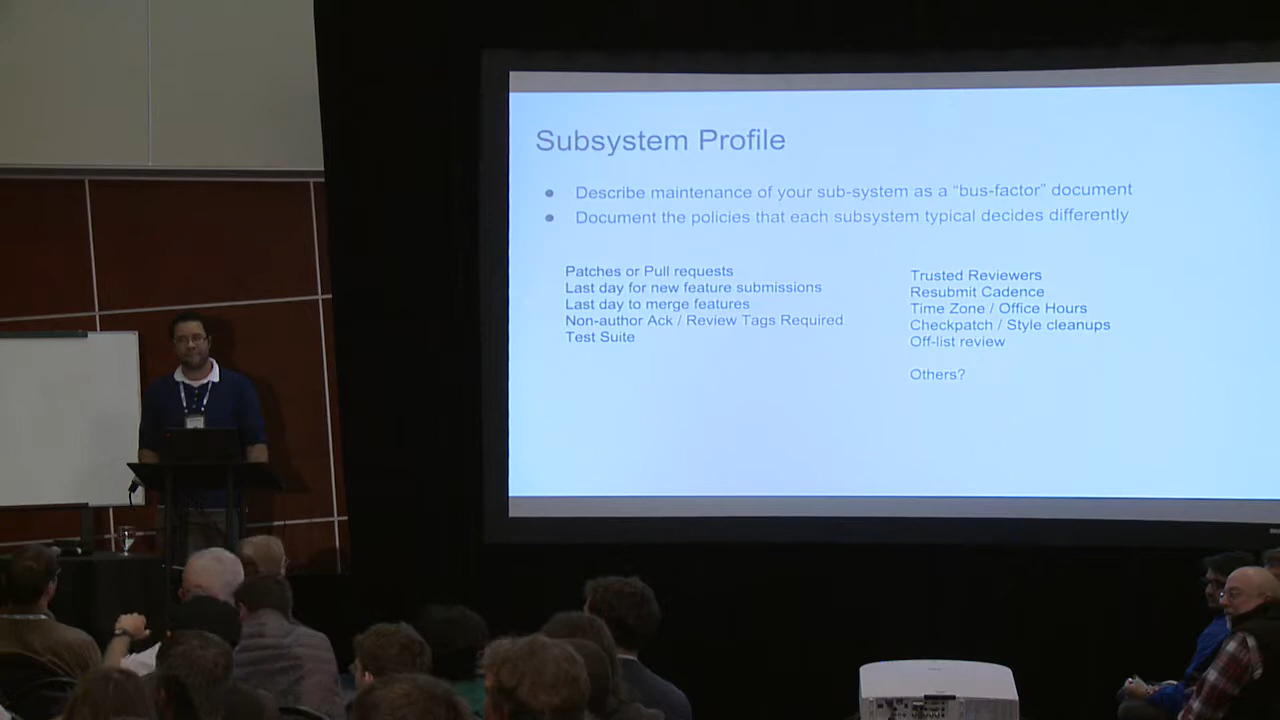 Subsystem Profile
● Describe maintenance of your sub-system as a “bus-factor” document
● Document the policies that each subsystem typical decides differently
Patches or Pull requests
Last day for new feature submissions
Last day to merge features
Non-author Ack / Review Tags Required
Test Suite
Trusted Reviewers
Resubmit Cadence
Time Zone / Office Hours
Checkpatch / Style cleanups
Off-list review
Others?